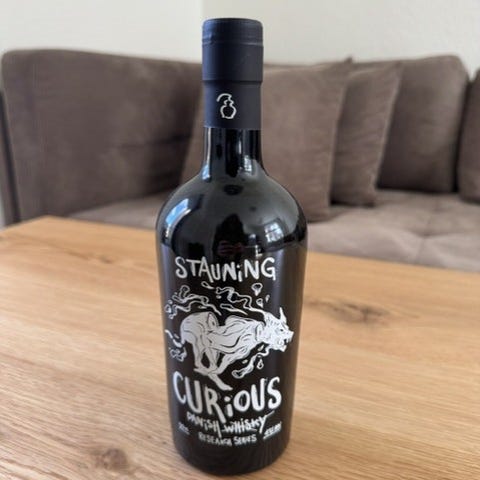 STAUNiNG
CURiOUS
DANiSH WHiSKY
RESEARCH SERIES